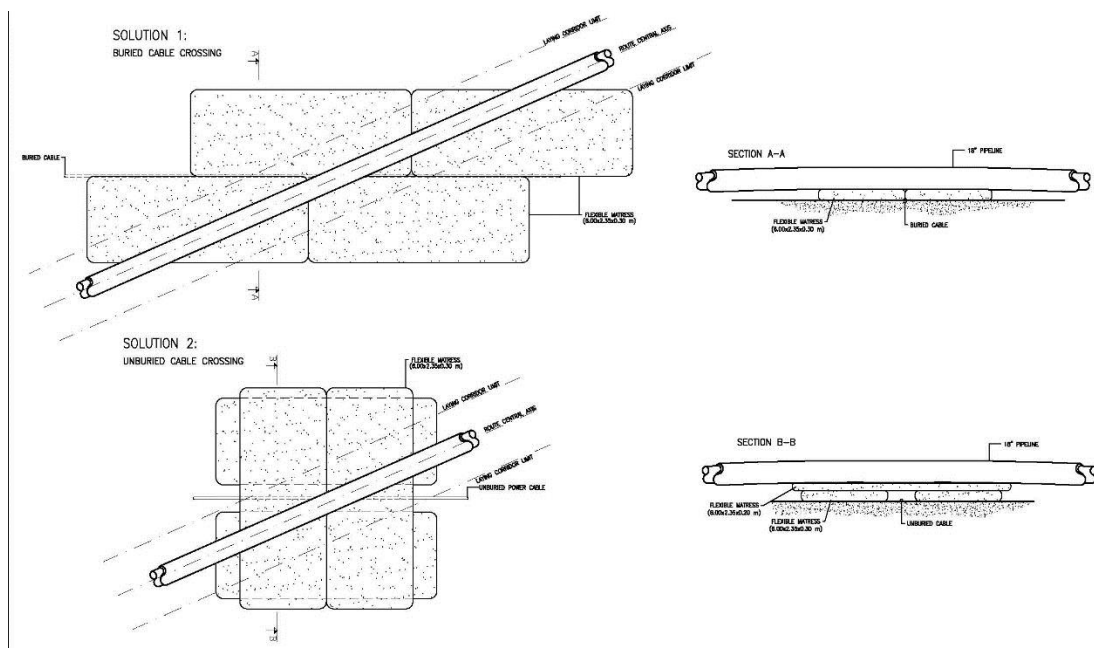 SOLUTION 1:
BURIED CABLE CROSSING
A
LAYING CORRIDOR LIMIT
ROUTE CENTRAL AXIS
LAYING CORRIDOR LIMIT
BURIED CABLE
FLEXIBLE MATRESS
(6.00x2.35x0.30 m)
A
SECTION A-A
18" PIPELINE
FLEXIBLE MATRESS
(6.00x2.35x0.30 m)
BURIED CABLE
SOLUTION 2:
UNBURIED CABLE CROSSING
B
FLEXIBLE MATRESS
(6.00x2.35x0.30 m)
LAYING CORRIDOR LIMIT
ROUTE CENTRAL AXIS
LAYING CORRIDOR LIMIT
UNBURIED POWER CABLE
B
SECTION B-B
18" PIPELINE
FLEXIBLE MATRESS
(6.00x2.35x0.20 m)
FLEXIBLE MATRESS
(6.00x2.35x0.30 m)
UNBURIED CABLE